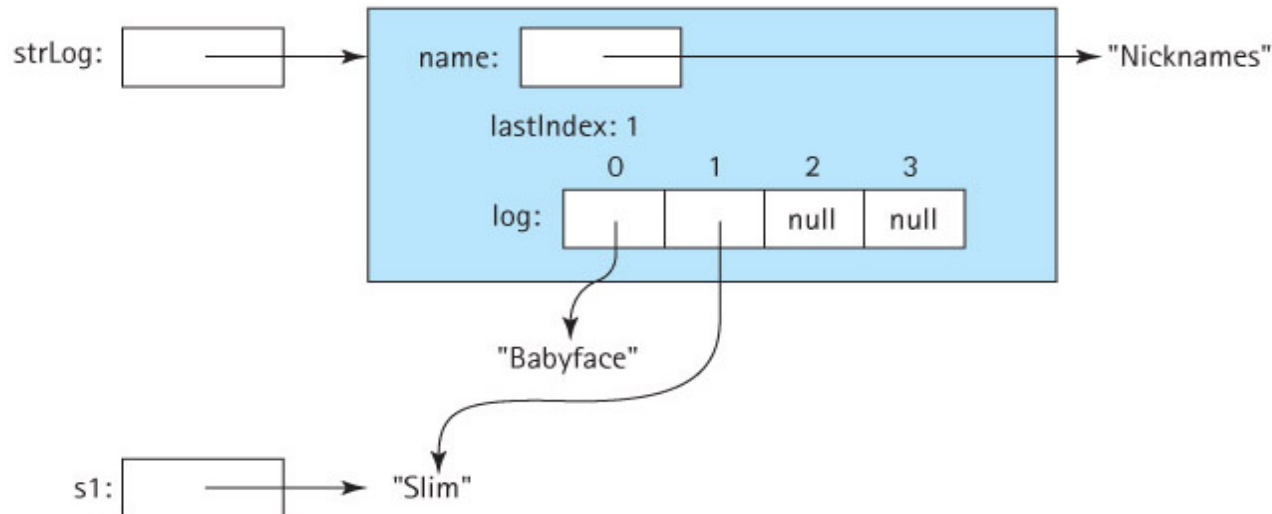 strLog: name: "Nicknames"
lastIndex: 1
0 1 2 3
log: null null
"Babyface"
s1: "Slim"